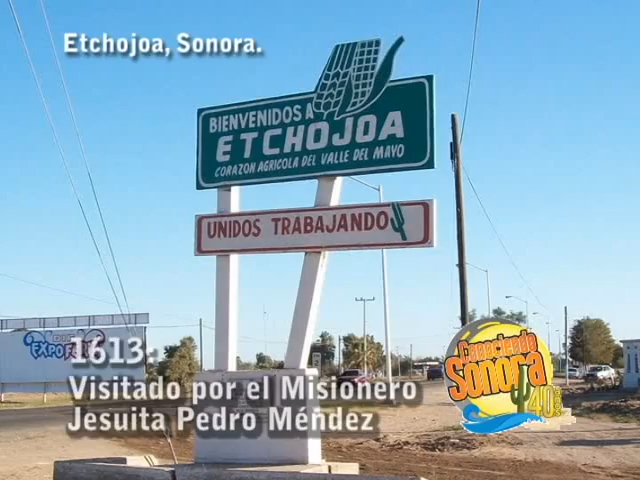 Etchojoa, Sonora.
BIENVENIDOS A
ETCHOJOA
CORAZON AGRICOLA DEL VALLE DEL MAYO
UNIDOS TRABAJANDO
EXPO
1613:
Visitado por el Misionero
Jesuita Pedro Méndez
Conociendo
Sonora
40